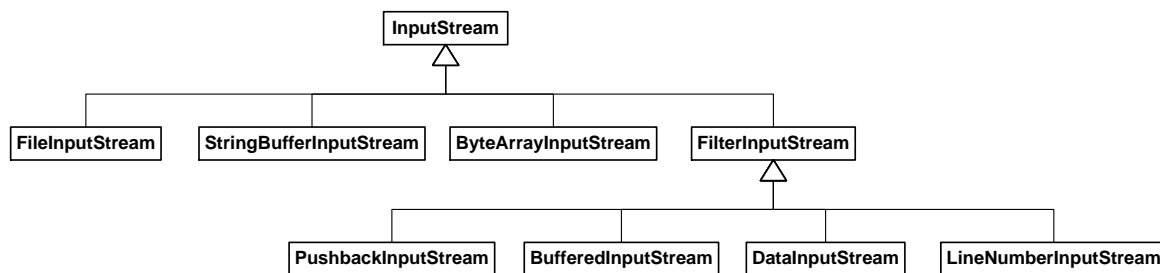 InputStream
FileInputStream
StringBufferInputStream
ByteArrayInputStream
FilterInputStream
PushbackInputStream
BufferedInputStream
DataInputStream
LineNumberInputStream